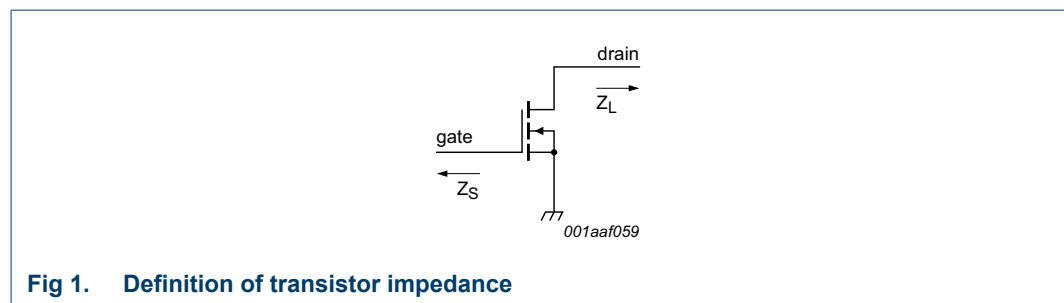 drain
Z_L
gate
Z_S
001aaf059
Fig 1. Definition of transistor impedance